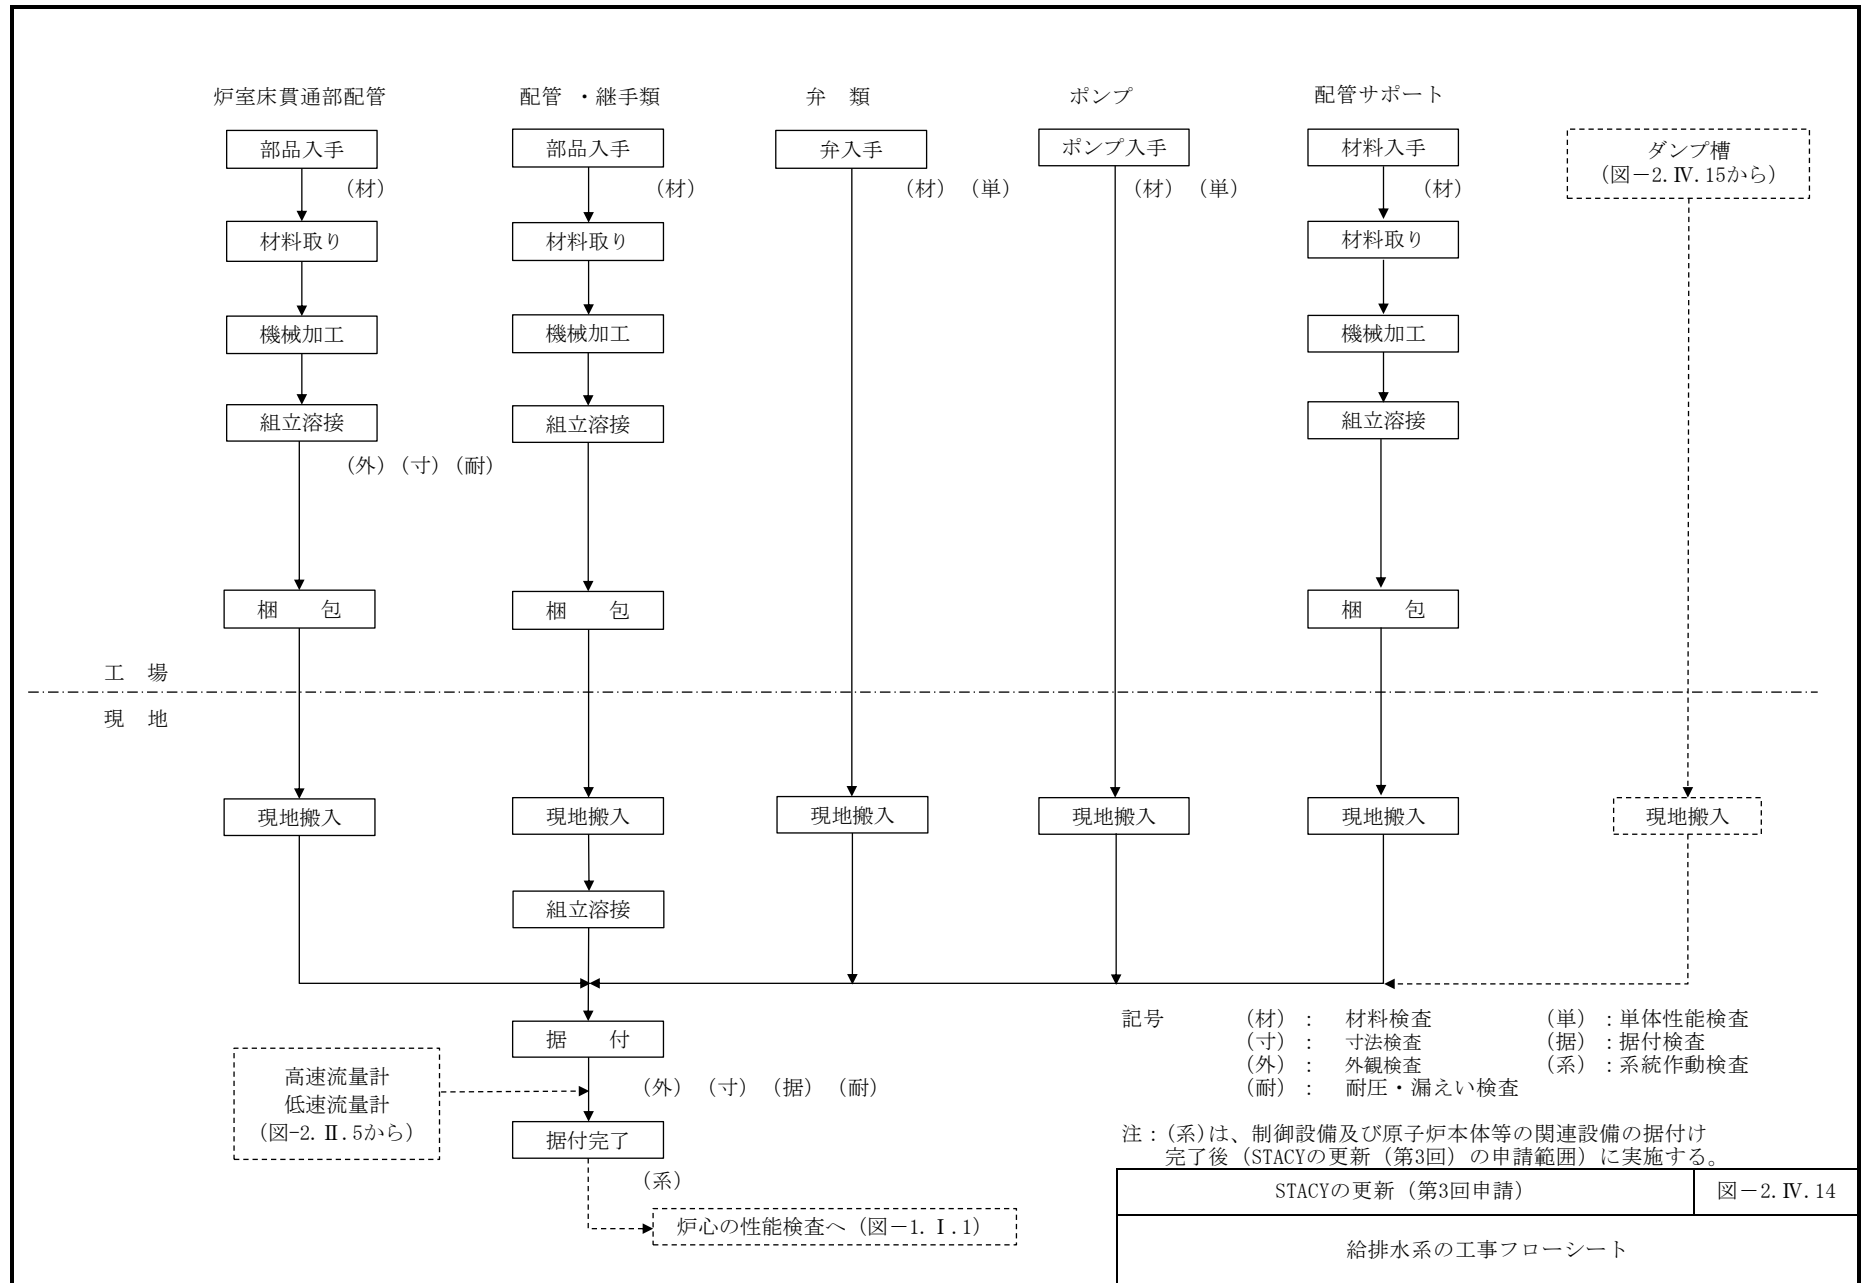 炉室床貫通部配管
配管 ・継手類
弁 類
ポンプ
配管サポート
部品入手
部品入手
弁入手
ポンプ入手
材料入手
ダンプ槽
(図－2.Ⅳ.15から)
(材)
(材)
(材) (単)
(材) (単)
(材)
材料取り
材料取り
材料取り
機械加工
機械加工
機械加工
組立溶接
組立溶接
組立溶接
(外) (寸) (耐)
梱 包
梱 包
梱 包
工 場
現 地
現地搬入
現地搬入
現地搬入
現地搬入
現地搬入
現地搬入
組立溶接
据 付
高速流量計
低速流量計
(図-2.Ⅱ.5から)
(外) (寸) (据) (耐)
据付完了
(系)
炉心の性能検査へ (図－1.Ⅰ.1)
記号 (材) : 材料検査 (単) : 単体性能検査
(寸) : 寸法検査 (据) : 据付検査
(外) : 外観検査 (系) : 系統作動検査
(耐) : 耐圧・漏えい検査
注：(系)は、制御設備及び原子炉本体等の関連設備の据付け
完了後（STACYの更新（第3回）の申請範囲）に実施する。
STACYの更新（第3回申請） 図－2.Ⅳ.14
給排水系の工事フローシート